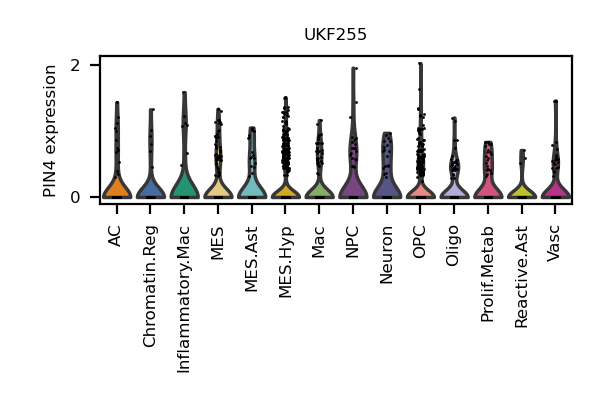 UKF255
PIN4 expression
2
0
AC
Chromatin.Reg
Inflammatory.Mac
MES
MES.Ast
MES.Hyp
Mac
NPC
Neuron
OPC
Oligo
Prolif.Metab
Reactive.Ast
Vasc